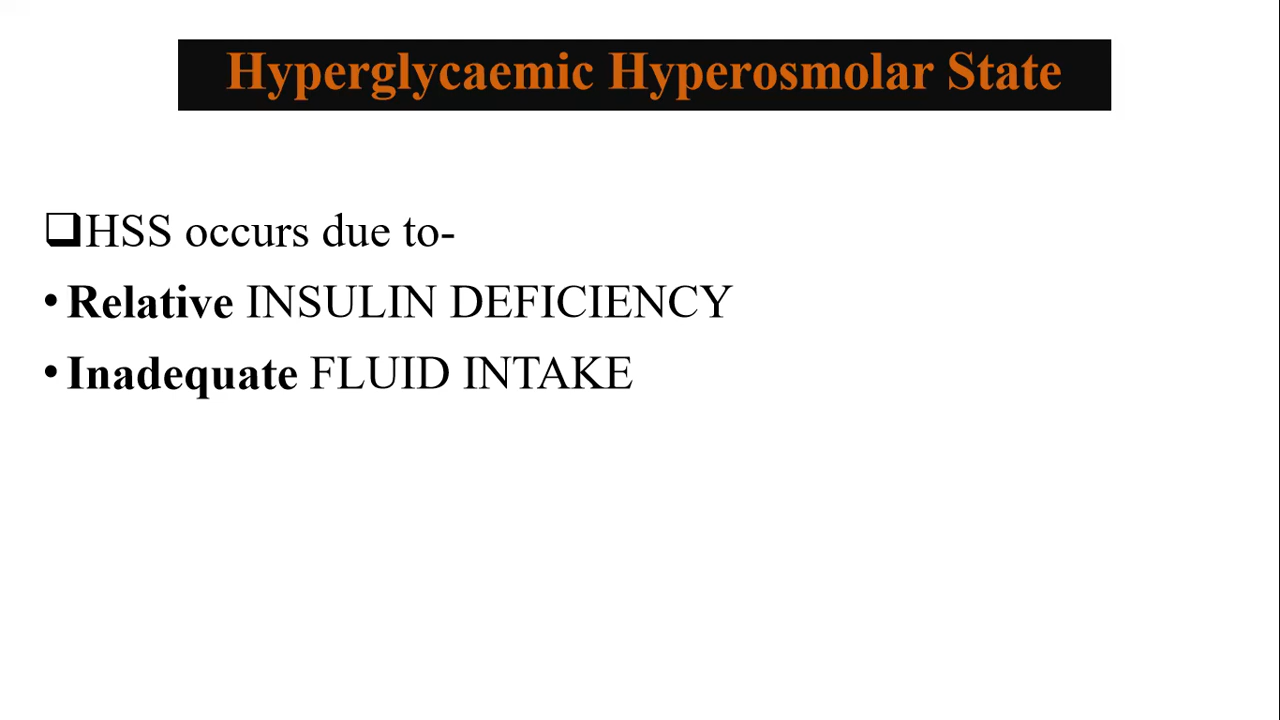 Hyperglycaemic Hyperosmolar State
❑HSS occurs due to-
• Relative INSULIN DEFICIENCY
• Inadequate FLUID INTAKE